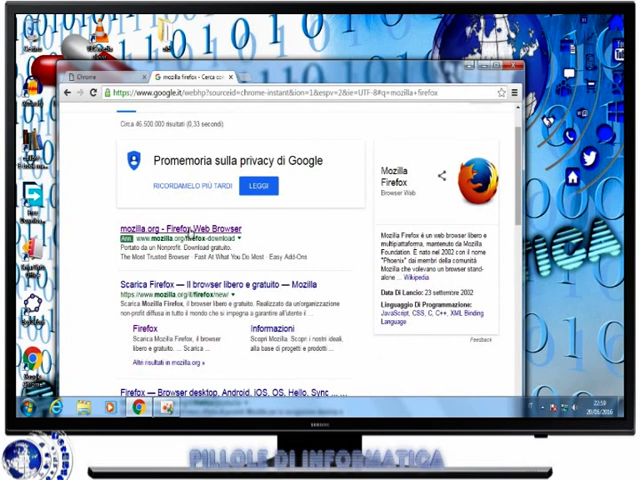 Chrome
mozilla firefox - Cerca con
https://www.google.it/webhp?sourceid=chrome-instant&ion=1&espv=2&ie=UTF-8#q=mozilla+firefox
Circa 46.500.000 risultati (0,33 secondi)
Promemoria sulla privacy di Google
RICORDAMELO PIÙ TARDI
LEGGI
mozilla.org - Firefox Web Browser
Ann. www.mozilla.org/firefox-download
Portato da un Nonprofit. Download gratuito.
The Most Trusted Browser · Fast At What You Do Most · Easy Add-Ons
Scarica Firefox — Il browser libero e gratuito — Mozilla
https://www.mozilla.org/it/firefox/new/
Scarica Mozilla Firefox, il browser libero e gratuito. Realizzato da un'organizzazione
non-profit diffusa in tutto il mondo che si impegna a garantire all'utente il ...
Firefox
Scarica Mozilla Firefox, il browser
libero e gratuito. ... Scarica ...
Informazioni
Scopri Mozilla: Scopri i nostri ideali,
alla base di progetti e prodotti ...
Altri risultati in mozilla.org »
Firefox — Browser desktop, Android, iOS, OS, Hello, Sync ...
Mozilla
Firefox
Browser Web
Mozilla Firefox è un web browser libero e
multipiattaforma, mantenuto da Mozilla
Foundation. È nato nel 2002 con il nome
"Phoenix" dai membri della comunità
Mozilla che volevano un browser stand-
alone ... Wikipedia
Data Di Lancio: 23 settembre 2002
Linguaggio Di Programmazione:
JavaScript, CSS, C, C++, XML Binding
Language
Feedback
IT
22:59
20/05/2016
SAMSUNG
PILLOLE DI INFORMATICA